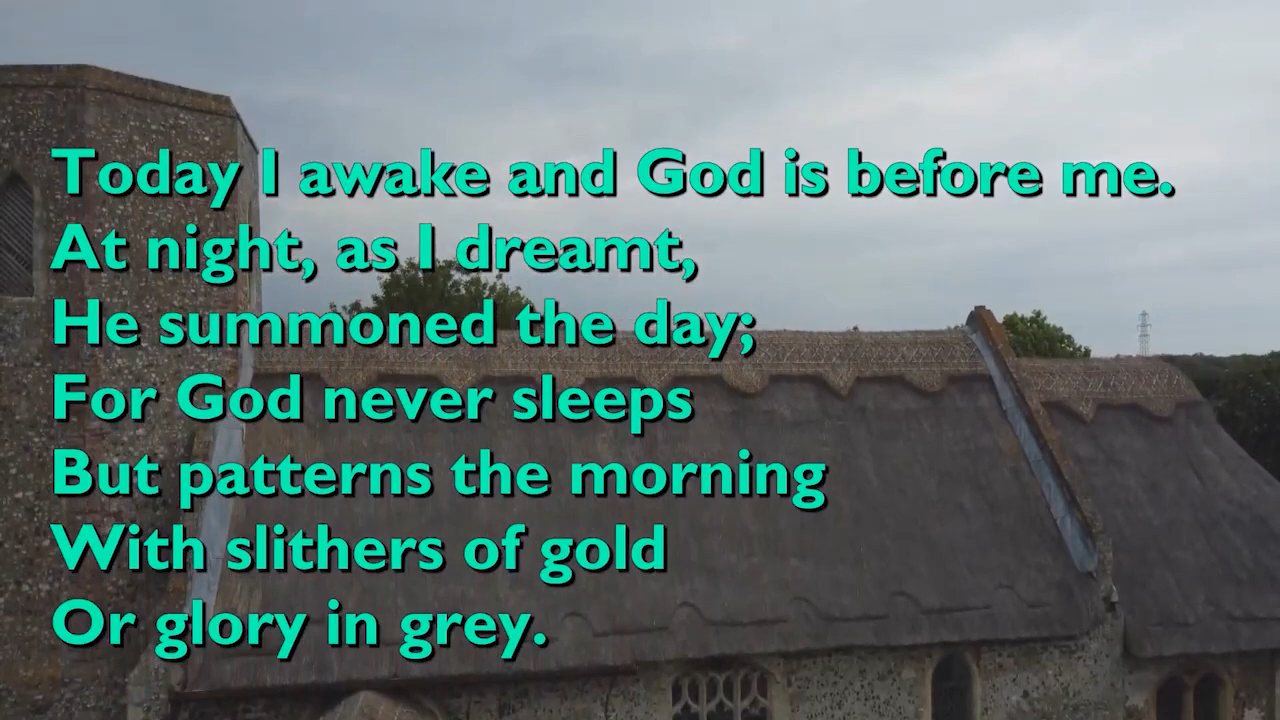 Today I awake and God is before me.
At night, as I dreamt,
He summoned the day;
For God never sleeps
But patterns the morning
With slithers of gold
Or glory in grey.